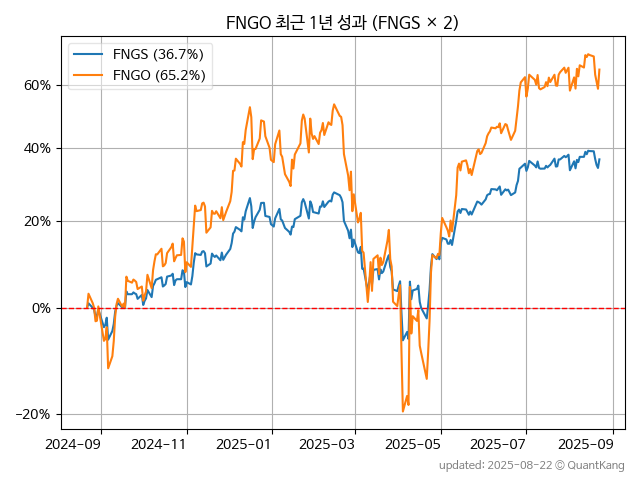 FNGO 최근 1년 성과 (FNGS × 2)
FNGS (36.7%)
FNGO (65.2%)
60%
40%
20%
0%
−20%
2024-09 2024-11 2025-01 2025-03 2025-05 2025-07 2025-09
updated: 2025-08-22 © QuantKang